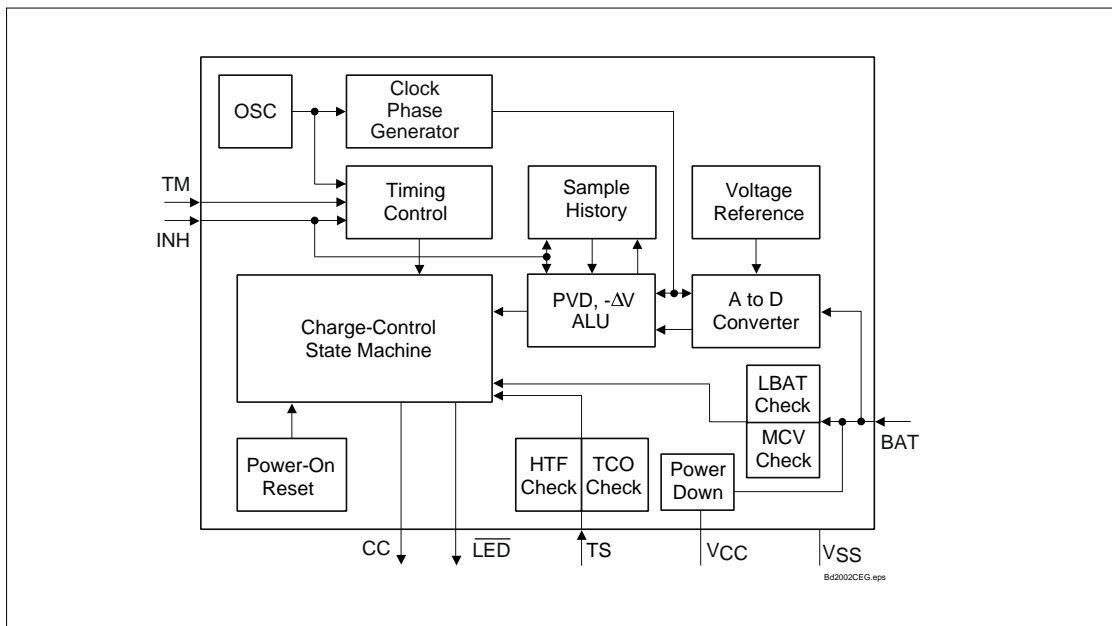 OSC
Clock
Phase
Generator
TM
INH
Timing
Control
Sample
History
Voltage
Reference
Charge-Control
State Machine
PVD, -ΔV
ALU
A to D
Converter
LBAT
Check
MCV
Check
BAT
Power-On
Reset
HTF
Check
TCO
Check
Power
Down
CC
LED
TS
VCC
VSS
Bd2002CEG.eps